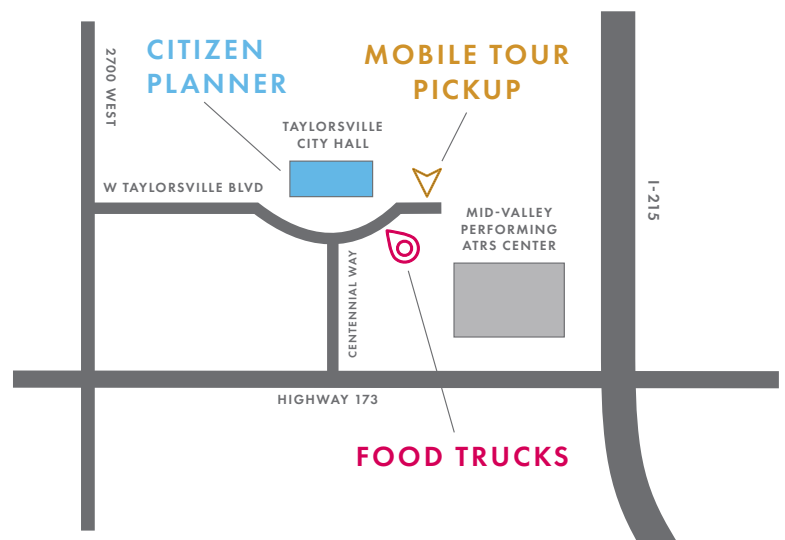 CITIZEN
PLANNER
MOBILE TOUR
PICKUP
2700 WEST
TAYLORSVILLE
CITY HALL
W TAYLORSVILLE BLVD
I-215
MID-VALLEY
PERFORMING
ATRS CENTER
CENTENNIAL WAY
HIGHWAY 173
FOOD TRUCKS